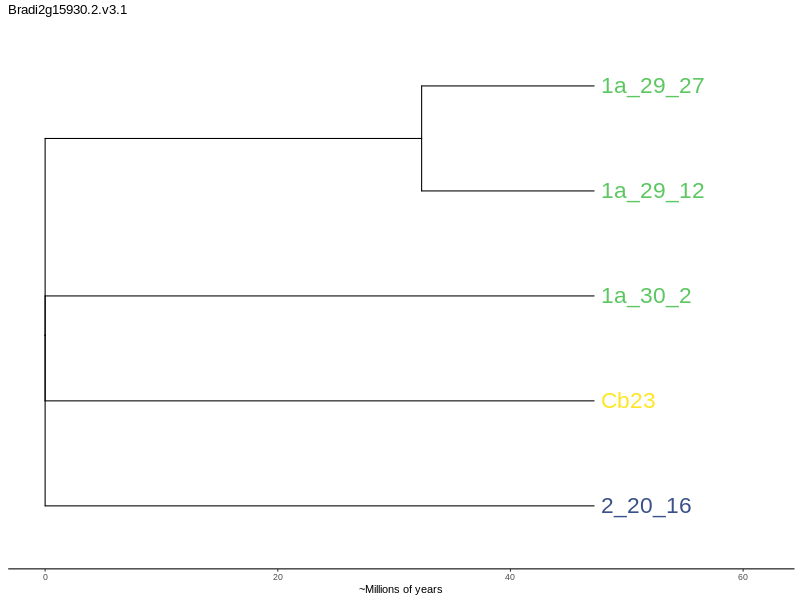 Bradi2g15930.2.v3.1
1a_29_27
1a_29_12
1a_30_2
Cb23
2_20_16
0 20 40 60
~Millions of years